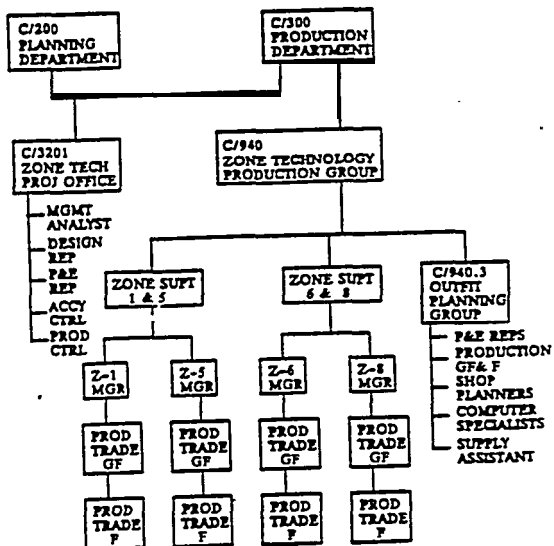 C/200
PLANNING
DEPARTMENT
C/300
PRODUCTION
DEPARTMENT
C/3201
ZONE TECH
PROJ OFFICE
C/940
ZONE TECHNOLOGY
PRODUCTION GROUP
MGMT
ANALYST
DESIGN
REP
P&E
REP
ACCY
CTRL
PROD
CTRL
ZONE SUPT
1 & 5
ZONE SUPT
6 & 8
C/940.3
OUTFIT
PLANNING
GROUP
P&E REPS
PRODUCTION
GF& F
SHOP
PLANNERS
COMPUTER
SPECIALISTS
SUPPLY
ASSISTANT
Z-1
MGR
Z-5
MGR
Z-6
MGR
Z-8
MGR
PROD
TRADE
GF
PROD
TRADE
GF
PROD
TRADE
GF
PROD
TRADE
GF
PROD
TRADE
F
PROD
TRADE
F
PROD
TRADE
F
PROD
TRADE
F